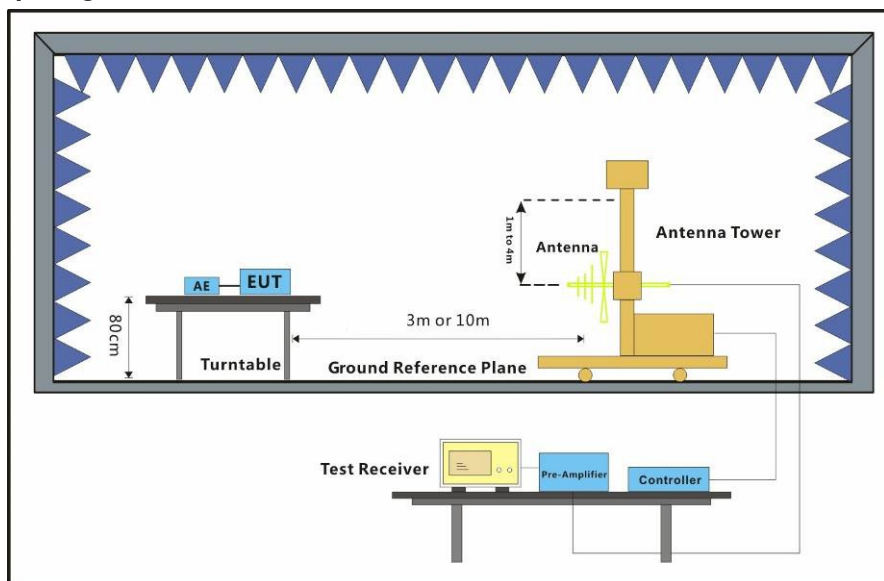 1m to 4m
Antenna
Antenna Tower
AE
EUT
80cm
3m or 10m
Turntable
Ground Reference Plane
Test Receiver
Pre-Amplifier
Controller